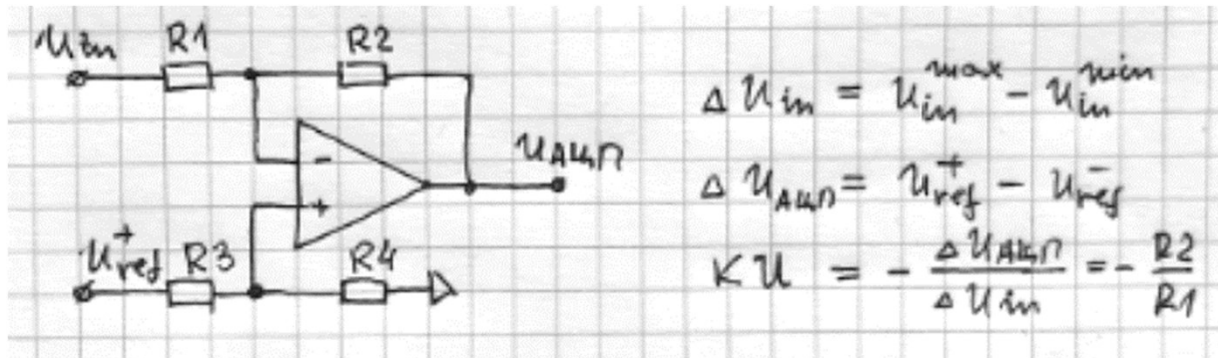 Uin R1 R2
ΔUin = Uin^max - Uin^min
-
UАЦП
+
ΔUАЦП = U^+ref - U^-ref
U^+ref R3 R4
KU = - ΔUАЦП / ΔUin = - R2 / R1